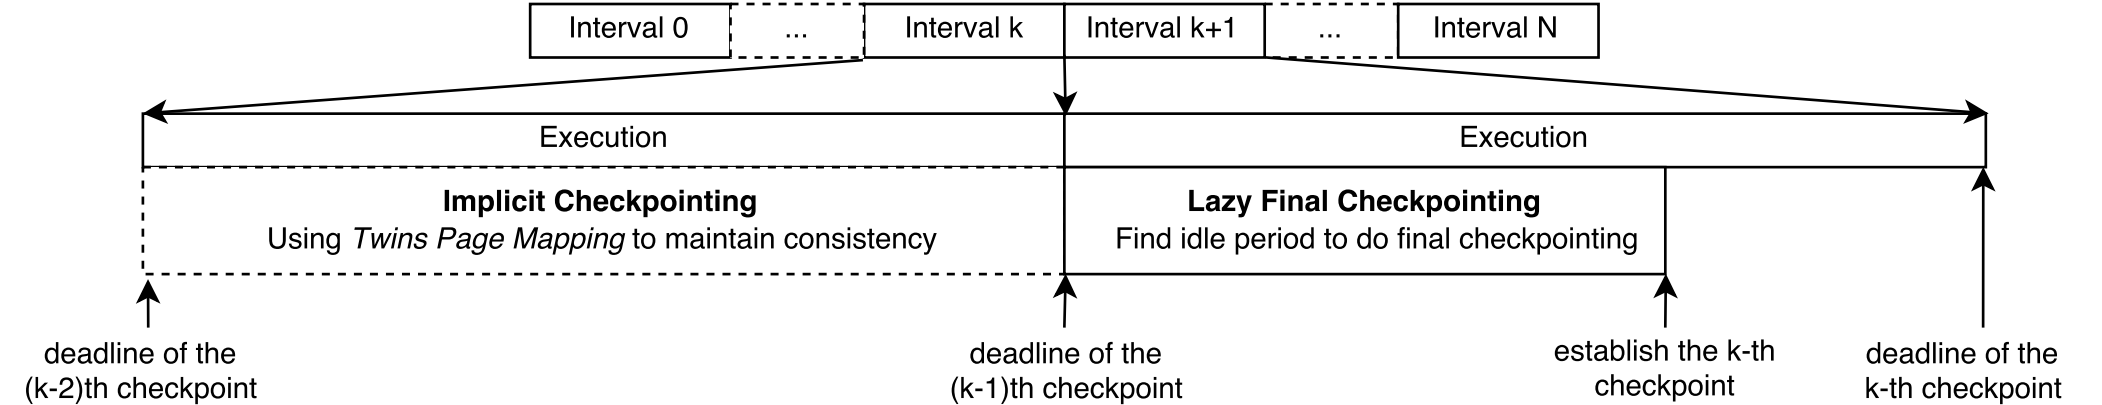 Interval 0
...
Interval k
Interval k+1
...
Interval N
Execution
Execution
Implicit Checkpointing
Using Twins Page Mapping to maintain consistency
Lazy Final Checkpointing
Find idle period to do final checkpointing
deadline of the
(k-2)th checkpoint
deadline of the
(k-1)th checkpoint
establish the k-th
checkpoint
deadline of the
k-th checkpoint